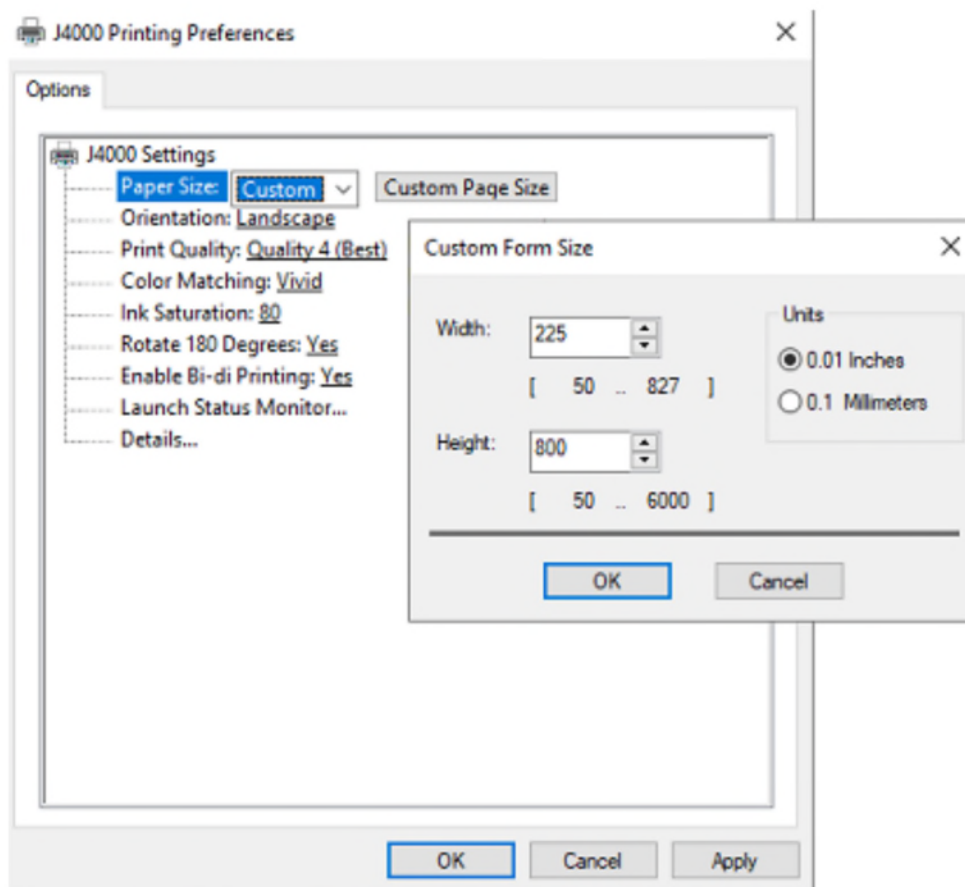 J4000 Printing Preferences
Options
J4000 Settings
Paper Size: Custom Custom Page Size
Orientation: Landscape
Print Quality: Quality 4 (Best)
Color Matching: Vivid
Ink Saturation: 80
Rotate 180 Degrees: Yes
Enable Bi-di Printing: Yes
Launch Status Monitor...
Details...
Custom Form Size
Width: 225
[ 50 .. 827 ]
Height: 800
[ 50 .. 6000 ]
Units
0.01 Inches
0.1 Millimeters
OK Cancel
OK Cancel Apply